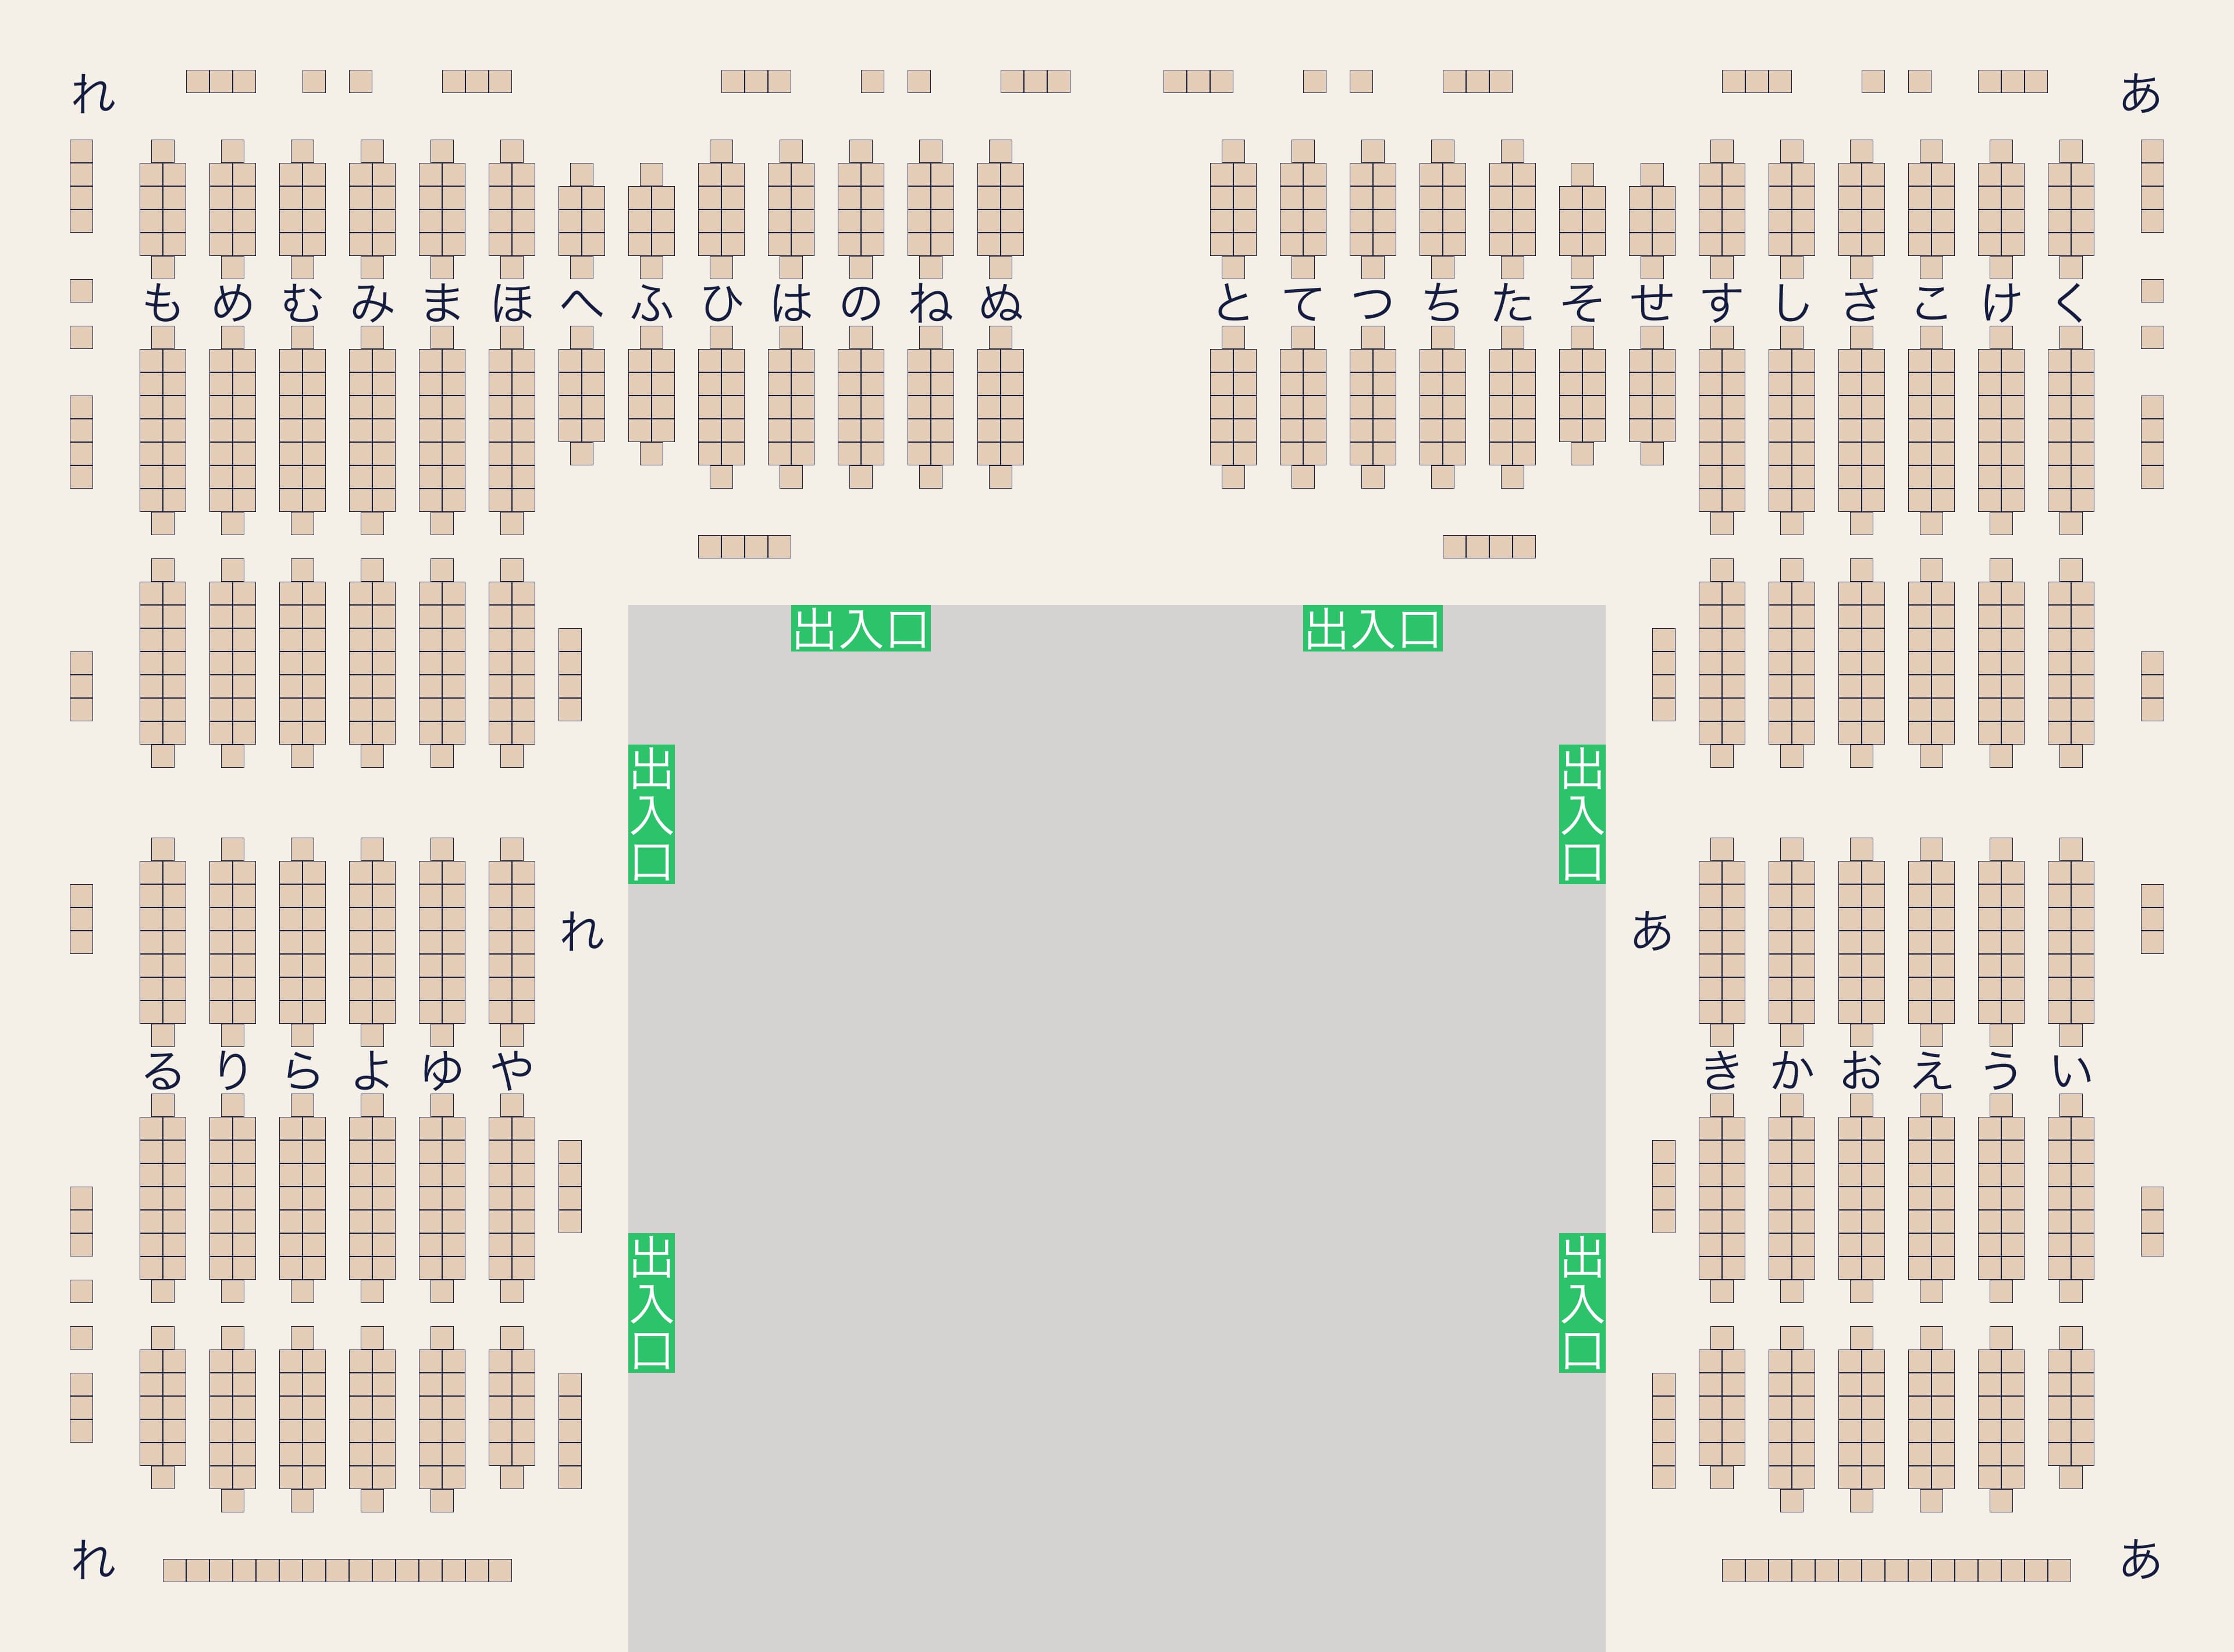 れ
あ
もめむみまほへふひはのねぬ
とてつちたそせすしさこけく
出入口
出入口
出入口
出入口
れ
あ
るりらよゆや
きかおえうい
出入口
出入口
れ
あ